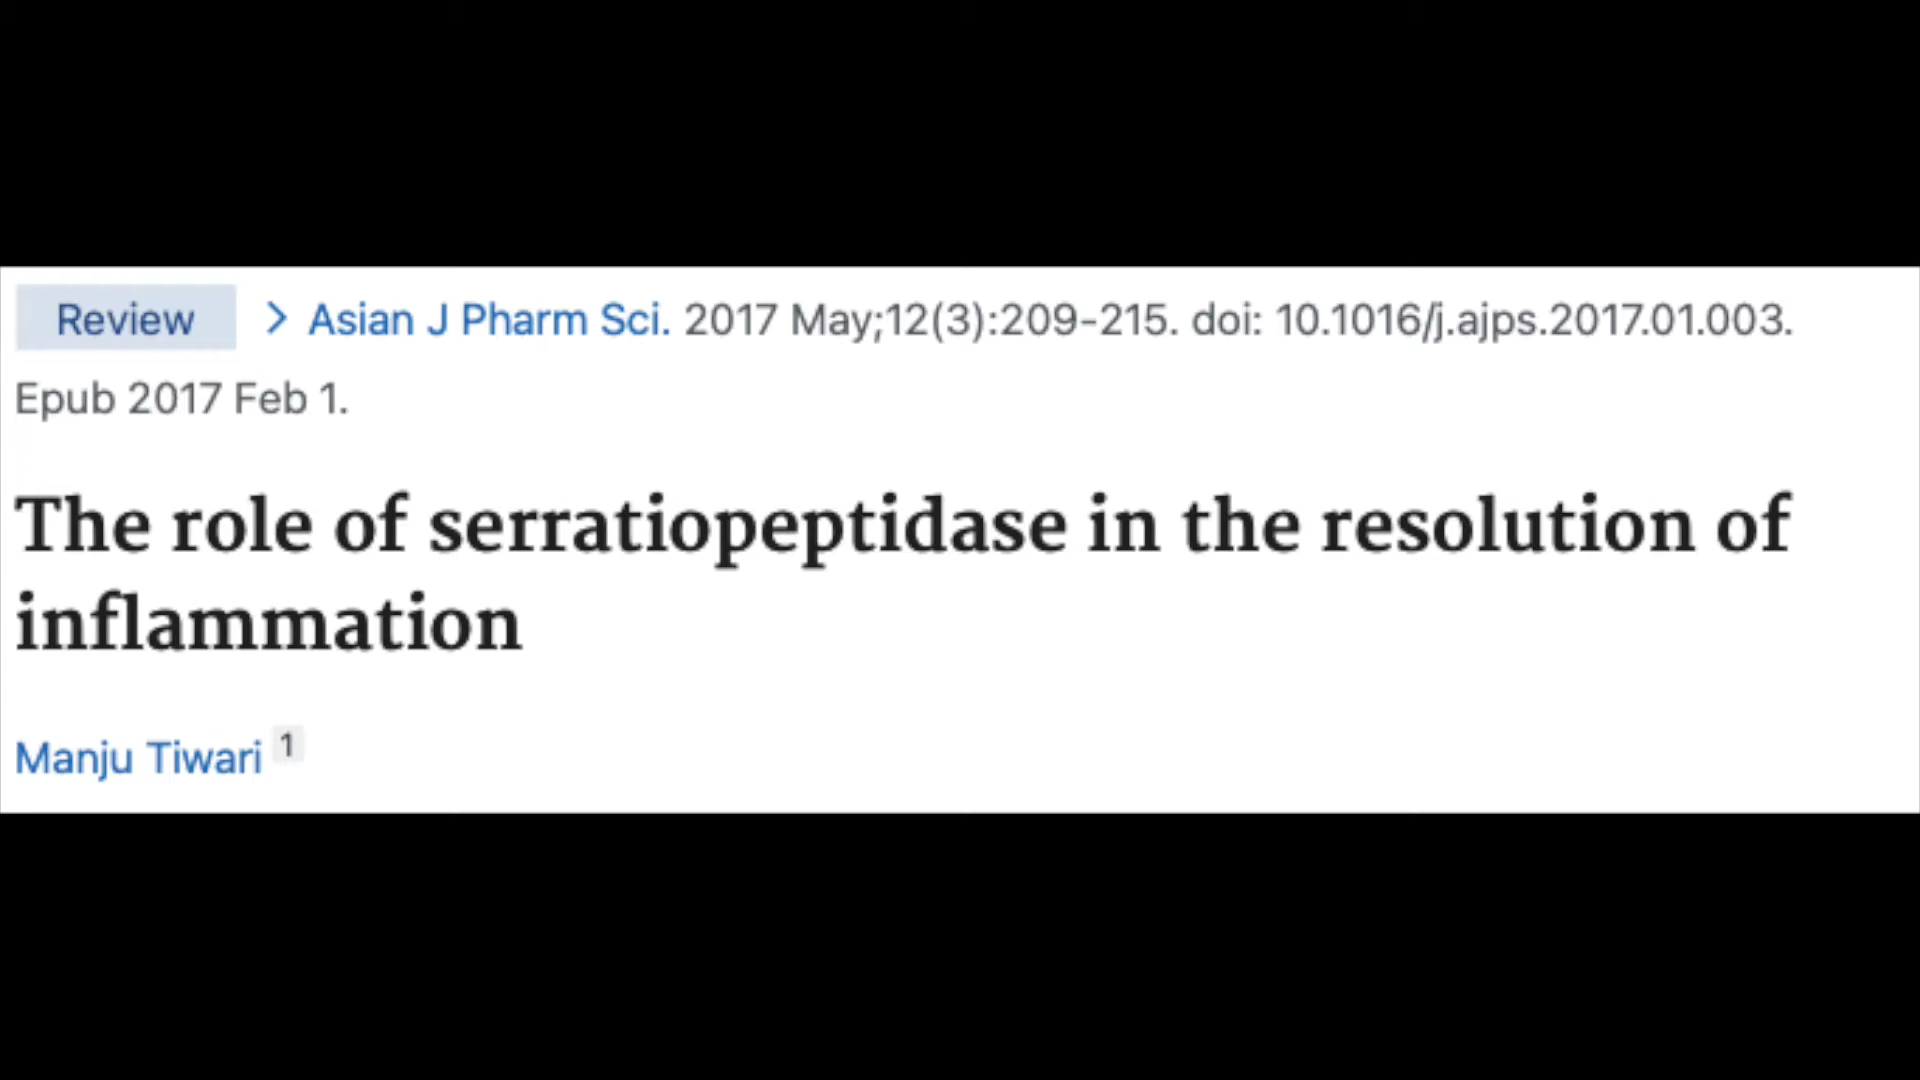 Review > Asian J Pharm Sci. 2017 May;12(3):209-215. doi: 10.1016/j.ajps.2017.01.003.
Epub 2017 Feb 1.
The role of serratiopeptidase in the resolution of
inflammation
Manju Tiwari 1